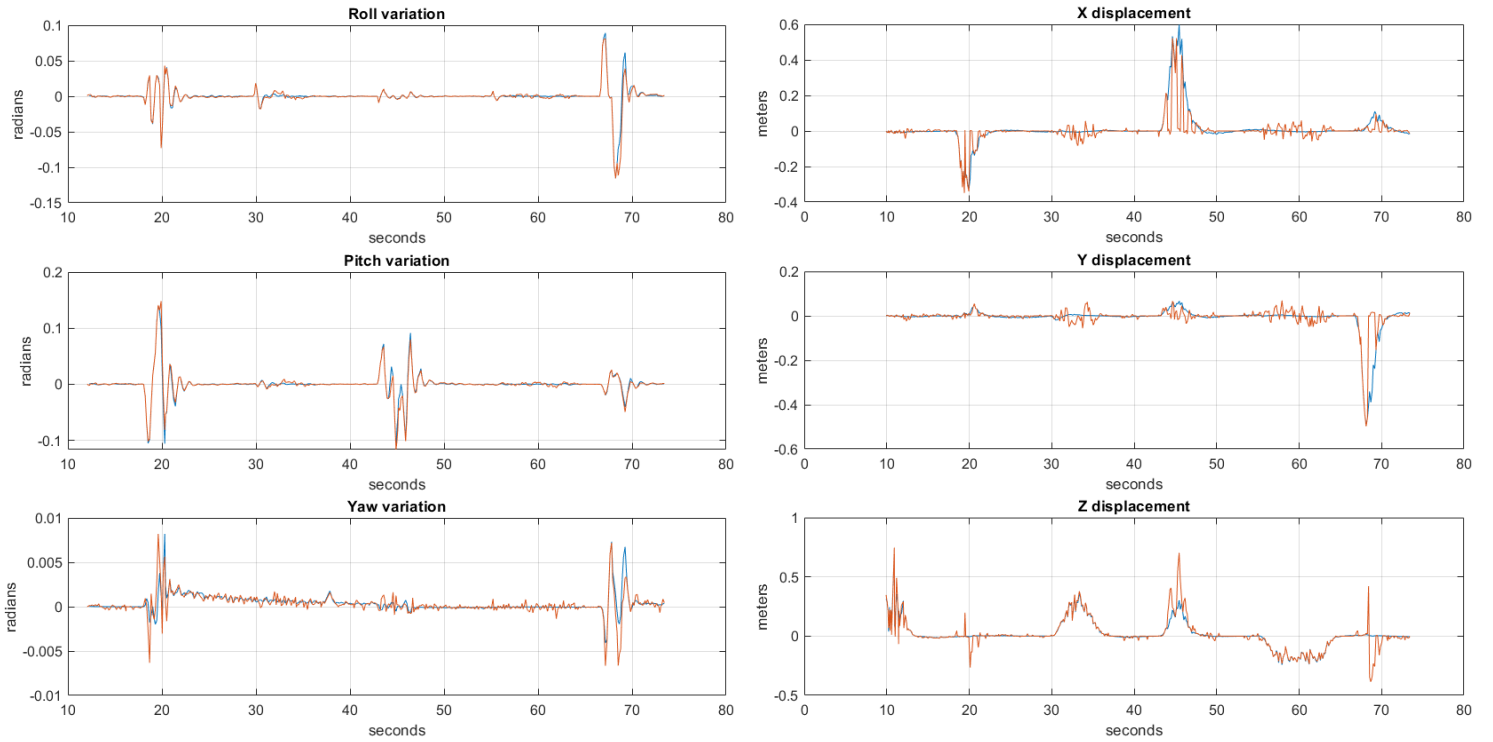 Roll variation
0.1
0.05
0
-0.05
-0.1
-0.15
radians
10 20 30 40 50 60 70 80
seconds
Pitch variation
0.2
0.1
0
-0.1
radians
10 20 30 40 50 60 70 80
seconds
Yaw variation
0.01
0.005
0
-0.005
-0.01
radians
10 20 30 40 50 60 70 80
seconds
X displacement
0.6
0.4
0.2
0
-0.2
-0.4
meters
0 10 20 30 40 50 60 70 80
seconds
Y displacement
0.2
0
-0.2
-0.4
-0.6
meters
0 10 20 30 40 50 60 70 80
seconds
Z displacement
1
0.5
0
-0.5
meters
0 10 20 30 40 50 60 70 80
seconds